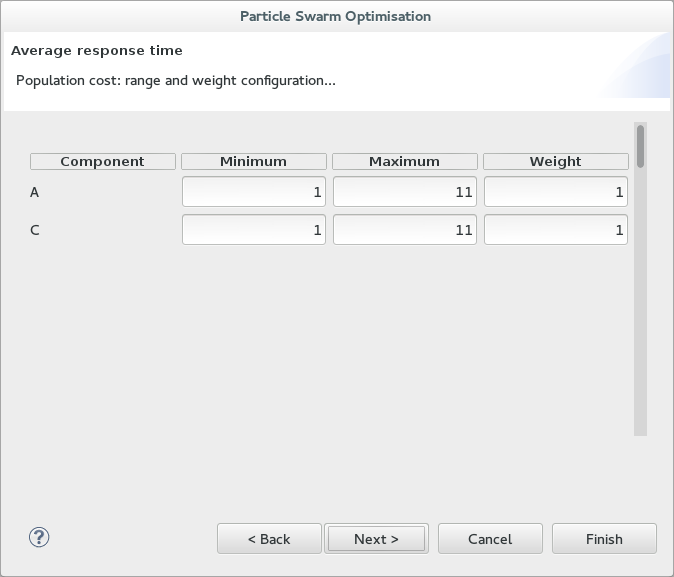 Particle Swarm Optimisation
Average response time
Population cost: range and weight configuration...
Component Minimum Maximum Weight
A 1 11 1
C 1 11 1
? < Back Next > Cancel Finish